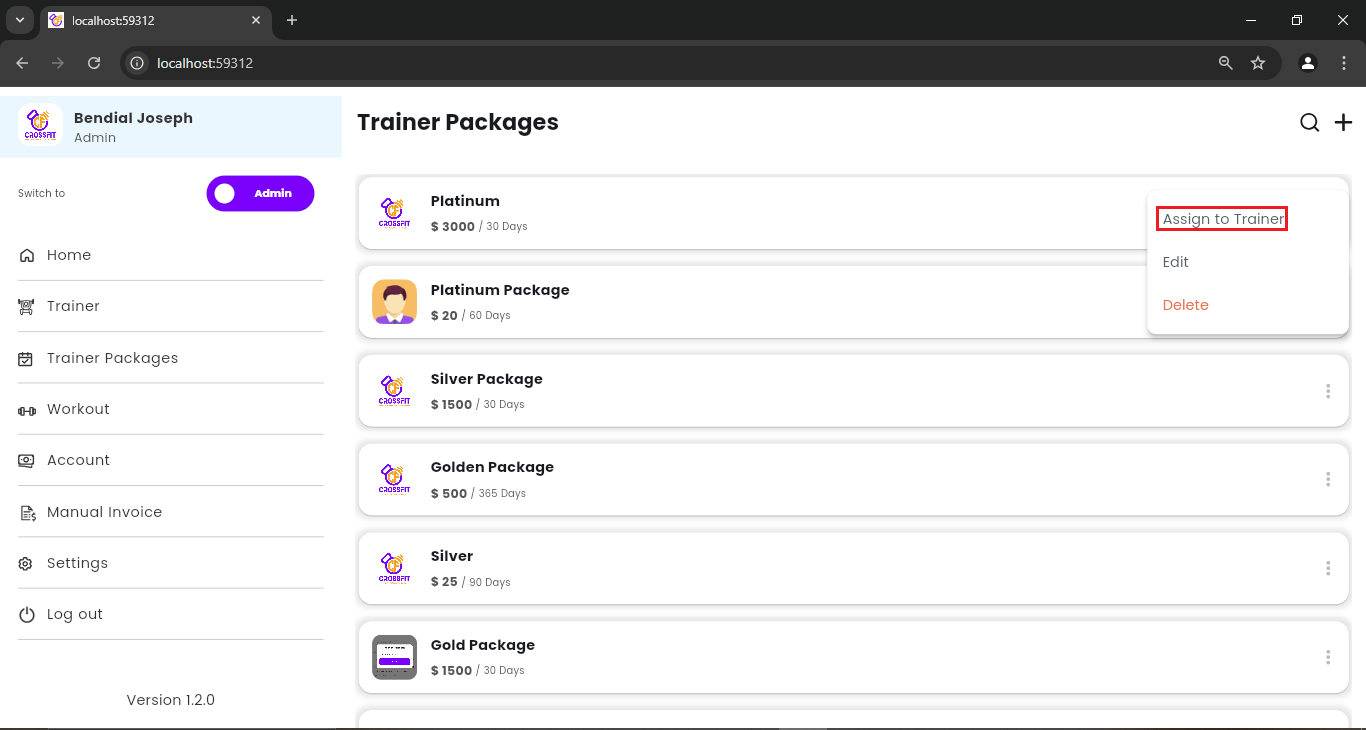 localhost:59312
localhost:59312
CROSSFIT
Bendial Joseph
Admin
Switch to
Admin
Home
Trainer
Trainer Packages
Workout
Account
Manual Invoice
Settings
Log out
Version 1.2.0
Trainer Packages
CROSSFIT
Platinum
$ 3000 / 30 Days
Assign to Trainer
Edit
Delete
Platinum Package
$ 20 / 60 Days
CROSSFIT
Silver Package
$ 1500 / 30 Days
CROSSFIT
Golden Package
$ 500 / 365 Days
CROSSFIT
Silver
$ 25 / 90 Days
Gold Package
$ 1500 / 30 Days